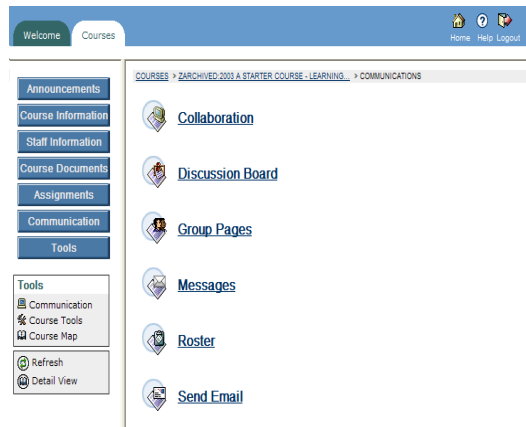 Welcome
Courses
Home Help Logout
Announcements
Course Information
Staff Information
Course Documents
Assignments
Communication
Tools
Tools
Communication
Course Tools
Course Map
Refresh
Detail View
COURSES > ZARCHIVED:2003 A STARTER COURSE - LEARNING... > COMMUNICATIONS
Collaboration
Discussion Board
Group Pages
Messages
Roster
Send Email